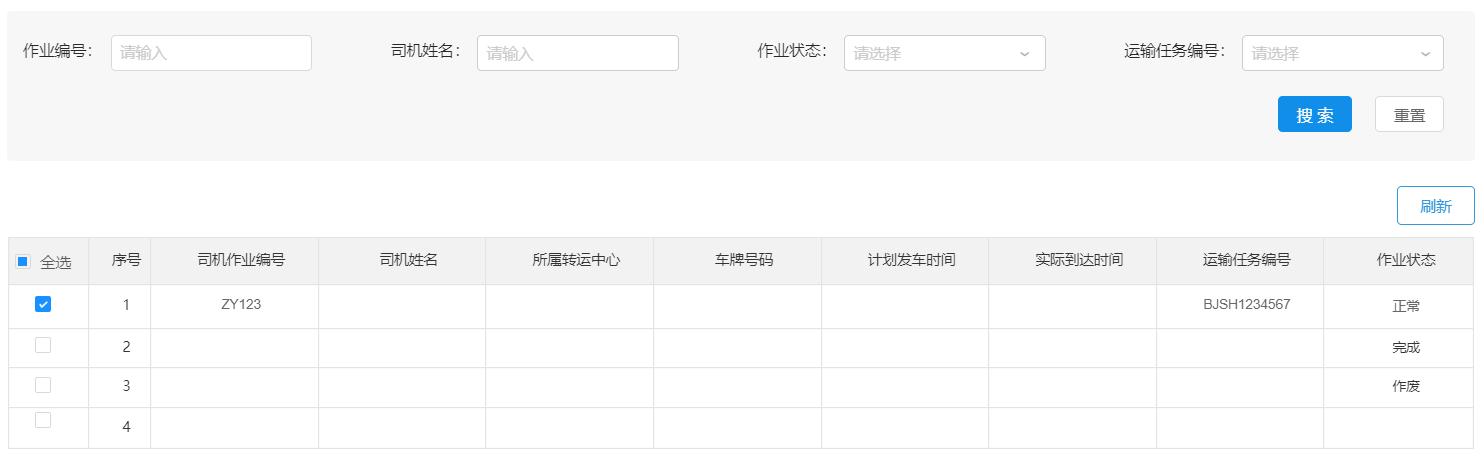 作业编号： 请输入 司机姓名： 请输入 作业状态： 请选择 运输任务编号： 请选择
搜 索 重置
刷新
全选 序号 司机作业编号 司机姓名 所属转运中心 车牌号码 计划发车时间 实际到达时间 运输任务编号 作业状态
1 ZY123 BJSH1234567 正常
2 完成
3 作废
4